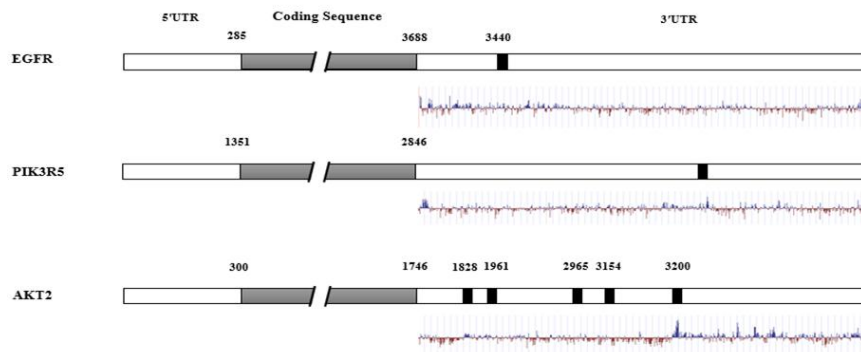 5'UTR Coding Sequence 3'UTR
285 3688 3440
EGFR
1351 2846
PIK3R5
300 1746 1828 1961 2965 3154 3200
AKT2